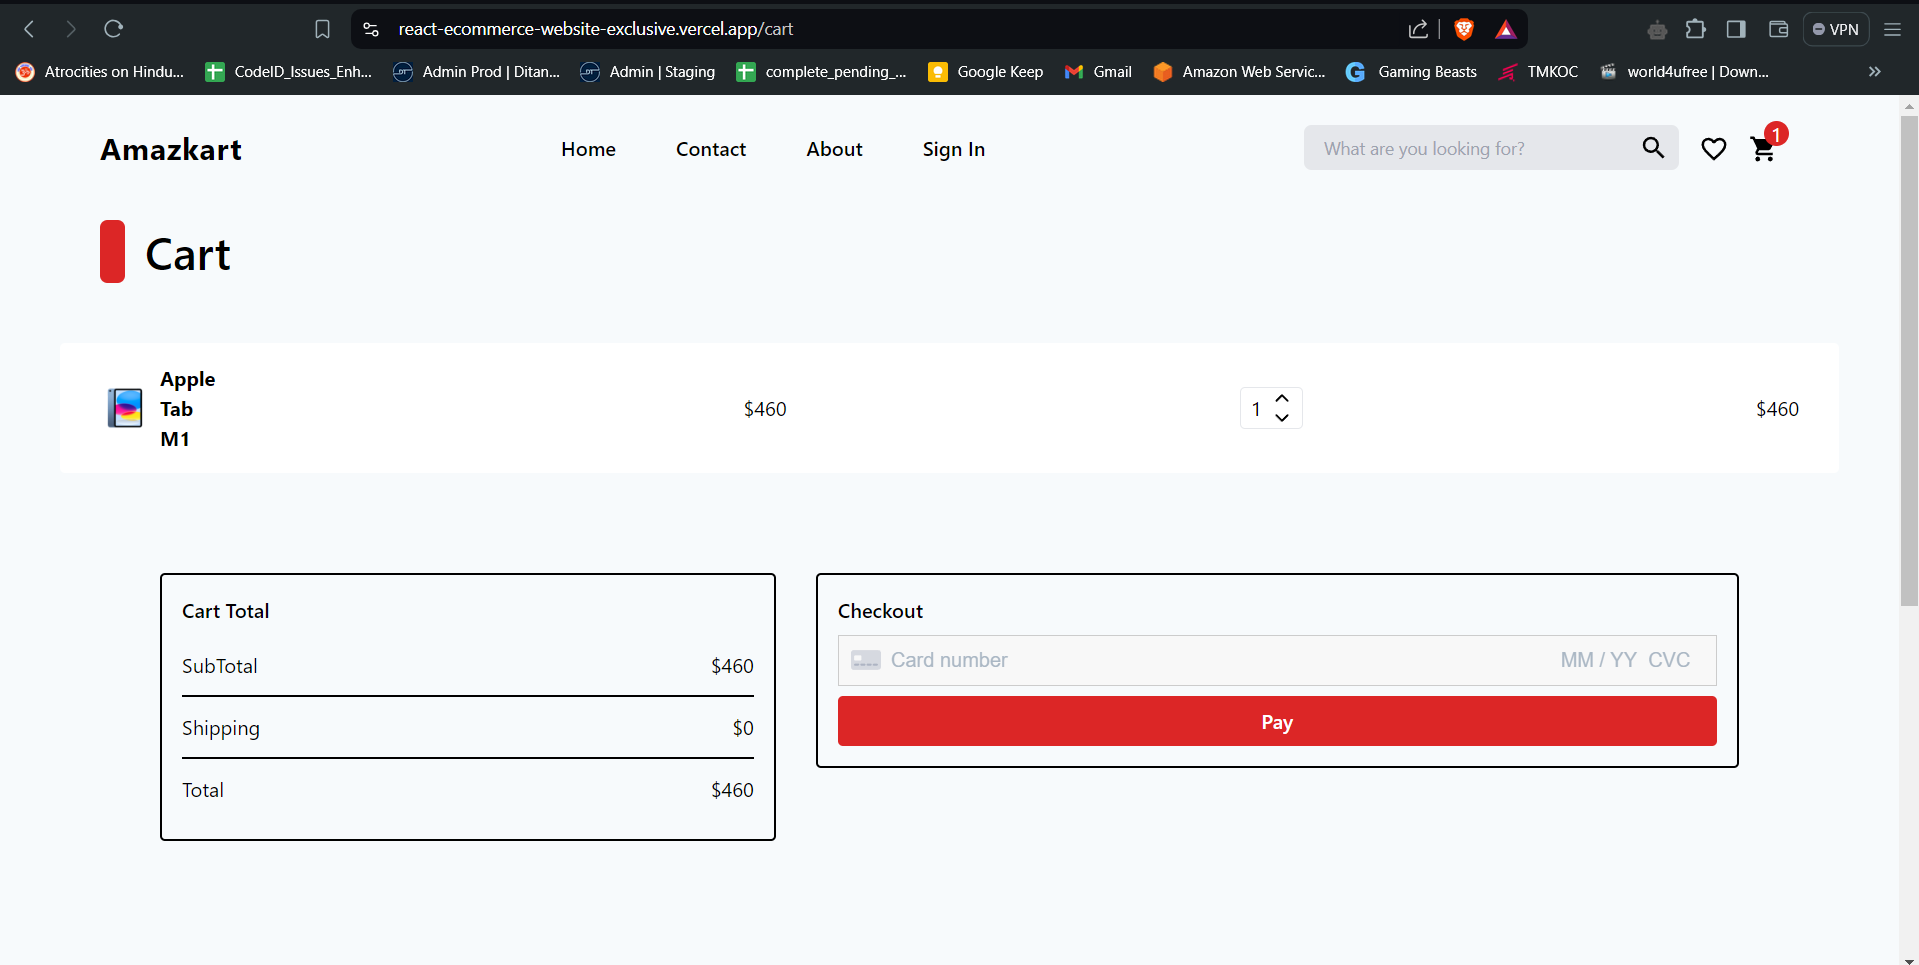 react-ecommerce-website-exclusive.vercel.app/cart
VPN
Atrocities on Hindu... CodeID_Issues_Enh... Admin Prod | Ditan... Admin | Staging complete_pending_... Google Keep Gmail Amazon Web Servic... Gaming Beasts TMKOC world4ufree | Down...
Amazkart Home Contact About Sign In What are you looking for? 1
Cart
Apple
Tab
M1
$460 1 $460
Cart Total
SubTotal $460
Shipping $0
Total $460
Checkout
Card number MM / YY CVC
Pay